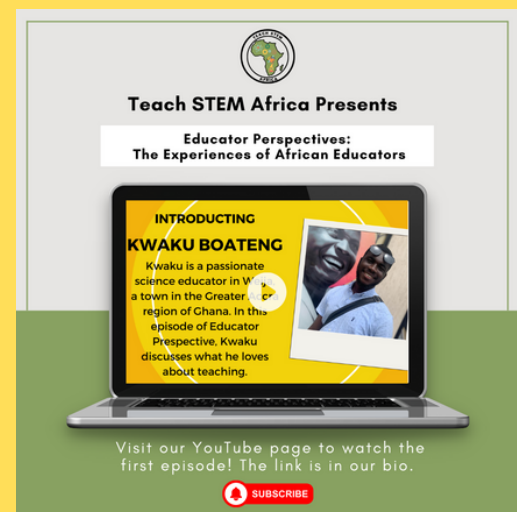 TEACH STEM
AFRICA
Teach STEM Africa Presents
Educator Perspectives:
The Experiences of African Educators
INTRODUCTING
KWAKU BOATENG
Kwaku is a passionate
science educator in Weija,
a town in the Greater Accra
region of Ghana. In this
episode of Educator
Prespective, Kwaku
discusses what he loves
about teaching.
Visit our YouTube page to watch the
first episode! The link is in our bio.
SUBSCRIBE